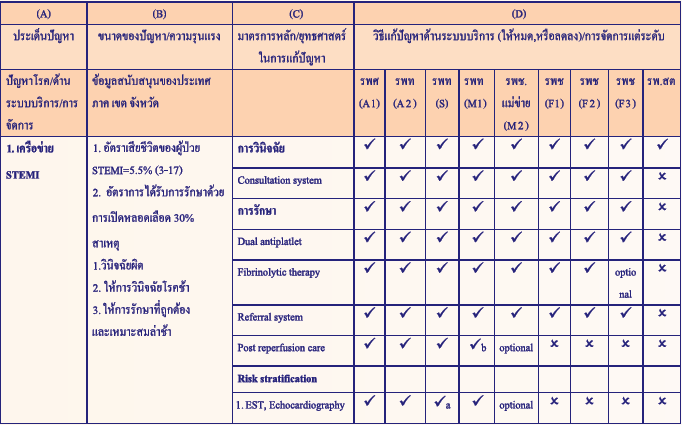 (A) (B) (C) (D)
ประเด็นปัญหา ขนาดของปัญหา/ความรุนแรง มาตรการหลัก/ยุทธศาสตร์ วิธีแก้ปัญหาด้านระบบบริการ (ให้หมด,หรือลดลง)/การจัดการแต่ระดับ
ในการแก้ปัญหา
ปัญหาโรค/ด้าน ข้อมูลสนับสนุนของประเทศ รพศ รพท รพท รพท รพช. รพช รพช รพช รพ.สต
ระบบบริการ/การ ภาค เขต จังหวัด (A1) (A2) (S) (M1) แม่ข่าย (F1) (F2) (F3)
จัดการ (M2)
1. เครือข่าย 1. อัตราเสียชีวิตของผู้ป่วย การวินิจฉัย ✓ ✓ ✓ ✓ ✓ ✓ ✓ ✓ ✓
STEMI STEMI=5.5% (3-17)
Consultation system ✓ ✓ ✓ ✓ ✓ ✓ ✓ ✓ ×
2. อัตราการได้รับการรักษาด้วย
การเปิดหลอดเลือด 30% การรักษา ✓ ✓ ✓ ✓ ✓ ✓ ✓ ✓ ×
สาเหตุ Dual antiplatlet ✓ ✓ ✓ ✓ ✓ ✓ ✓ ✓ ×
1.วินิจฉัยผิด Fibrinolytic therapy ✓ ✓ ✓ ✓ ✓ ✓ ✓ optio ×
2. ให้การวินิจฉัยโรคช้า nal
3. ให้การรักษาที่ถูกต้อง Referral system ✓ ✓ ✓ ✓ ✓ ✓ ✓ ✓ ×
และเหมาะสมล่าช้า
Post reperfusion care ✓ ✓ ✓ ✓b optional × × × ×
Risk stratification
1. EST, Echocardiography ✓ ✓ ✓a ✓ optional × × × ×